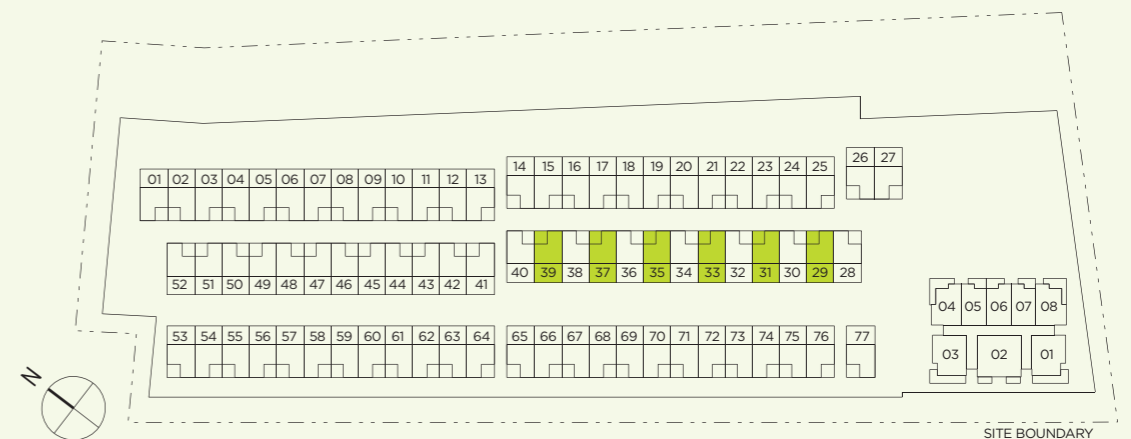 01 02 03 04 05 06 07 08 09 10 11 12 13
14 15 16 17 18 19 20 21 22 23 24 25
26 27
40 39 38 37 36 35 34 33 32 31 30 29 28
52 51 50 49 48 47 46 45 44 43 42 41
04 05 06 07 08
53 54 55 56 57 58 59 60 61 62 63 64
65 66 67 68 69 70 71 72 73 74 75 76
77
03 02 01
N
SITE BOUNDARY